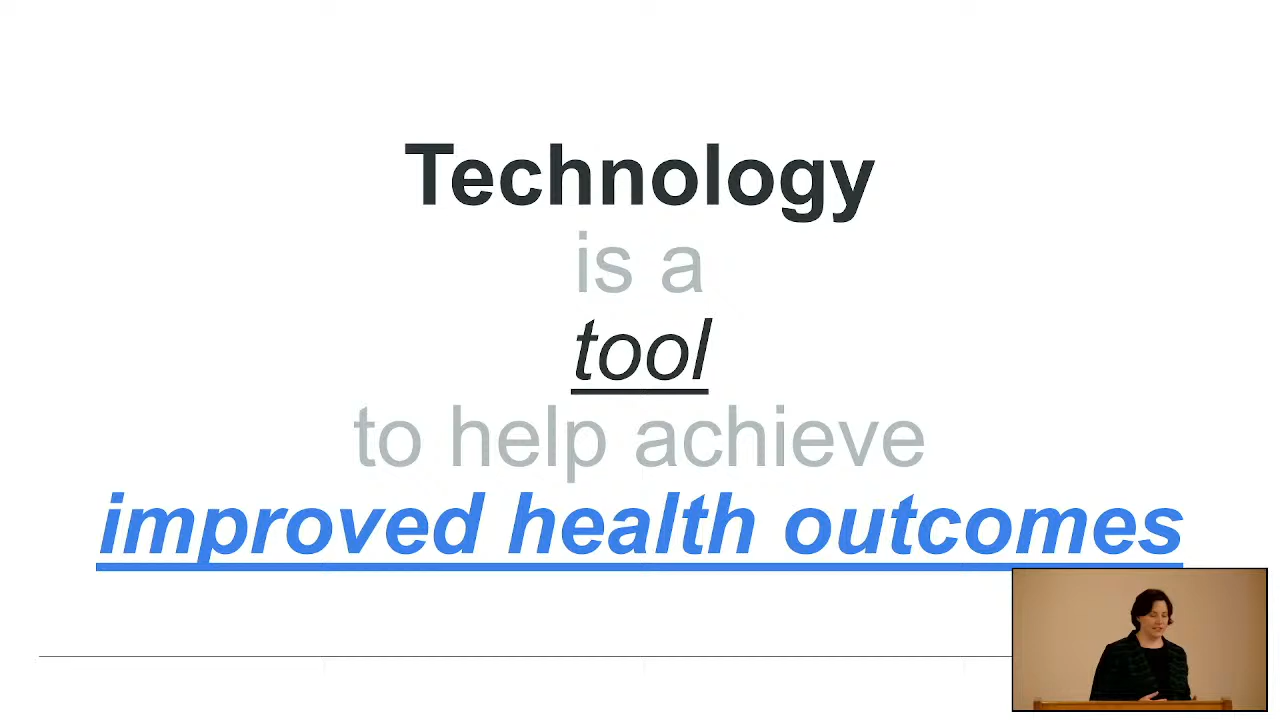 Technology
is a
tool
to help achieve
improved health outcomes